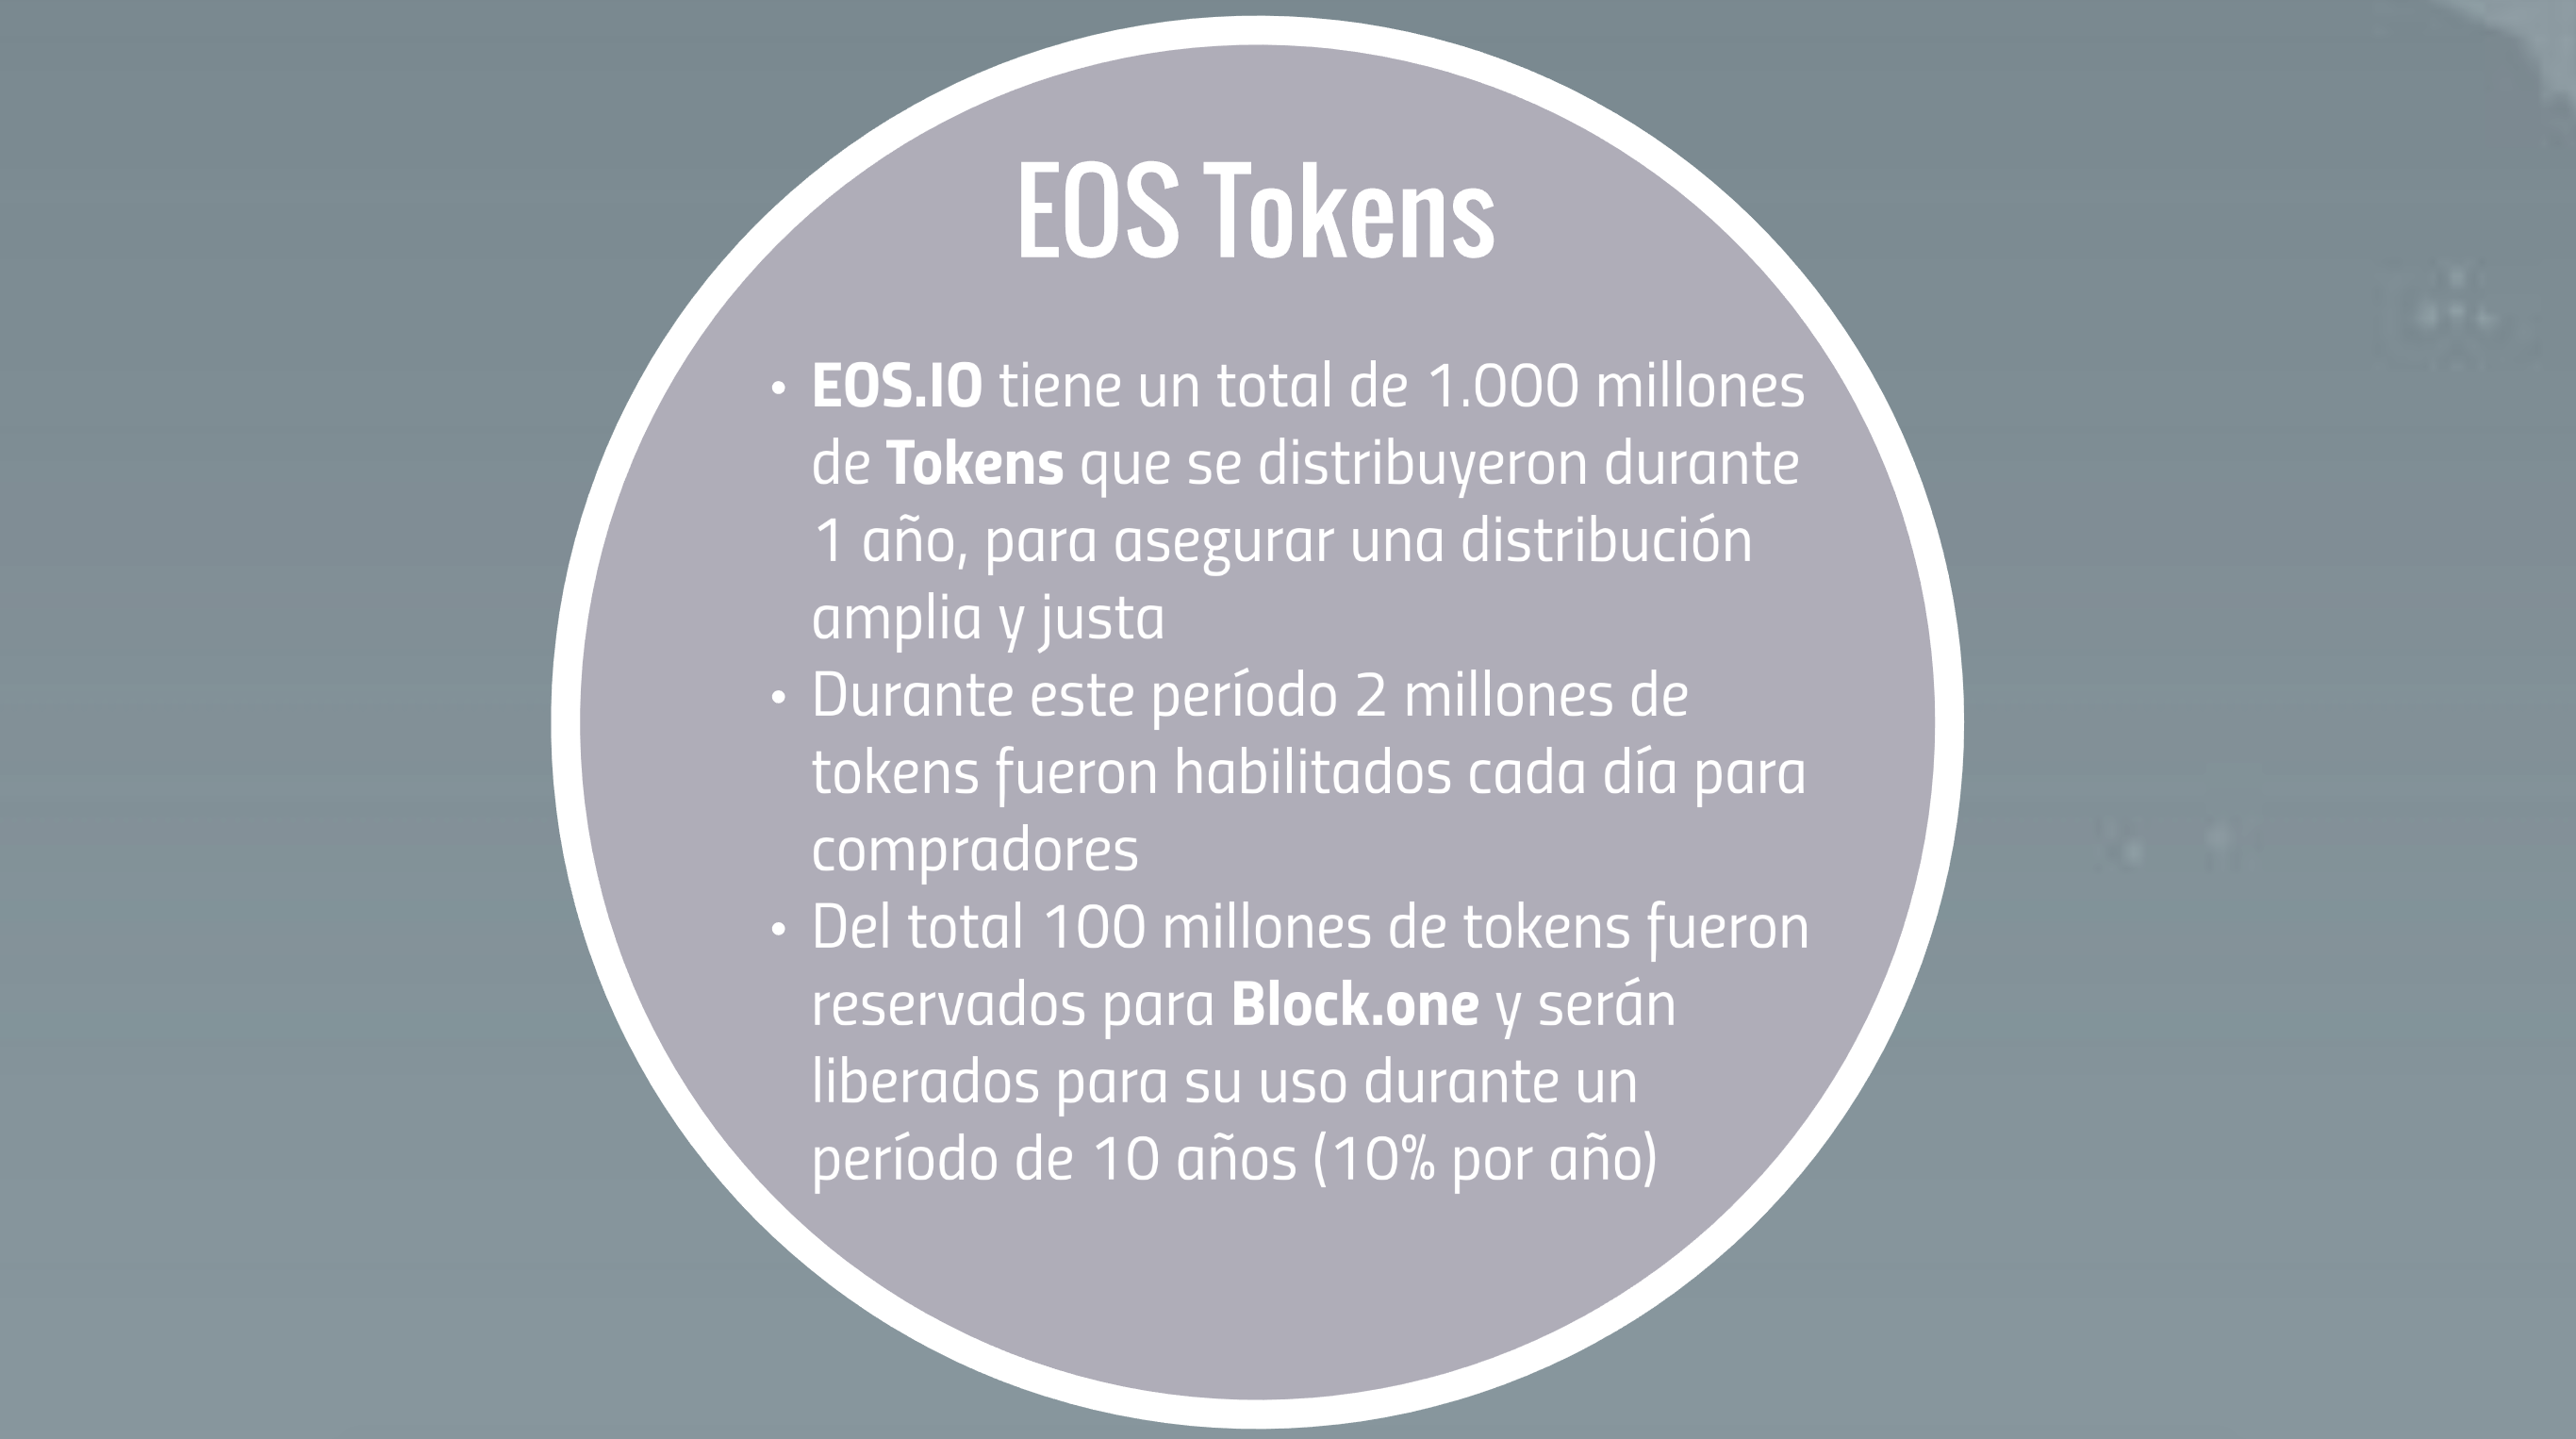 EOS Tokens
• EOS.IO tiene un total de 1.000 millones
de Tokens que se distribuyeron durante
1 año, para asegurar una distribución
amplia y justa
• Durante este período 2 millones de
tokens fueron habilitados cada día para
compradores
• Del total 100 millones de tokens fueron
reservados para Block.one y serán
liberados para su uso durante un
período de 10 años (10% por año)